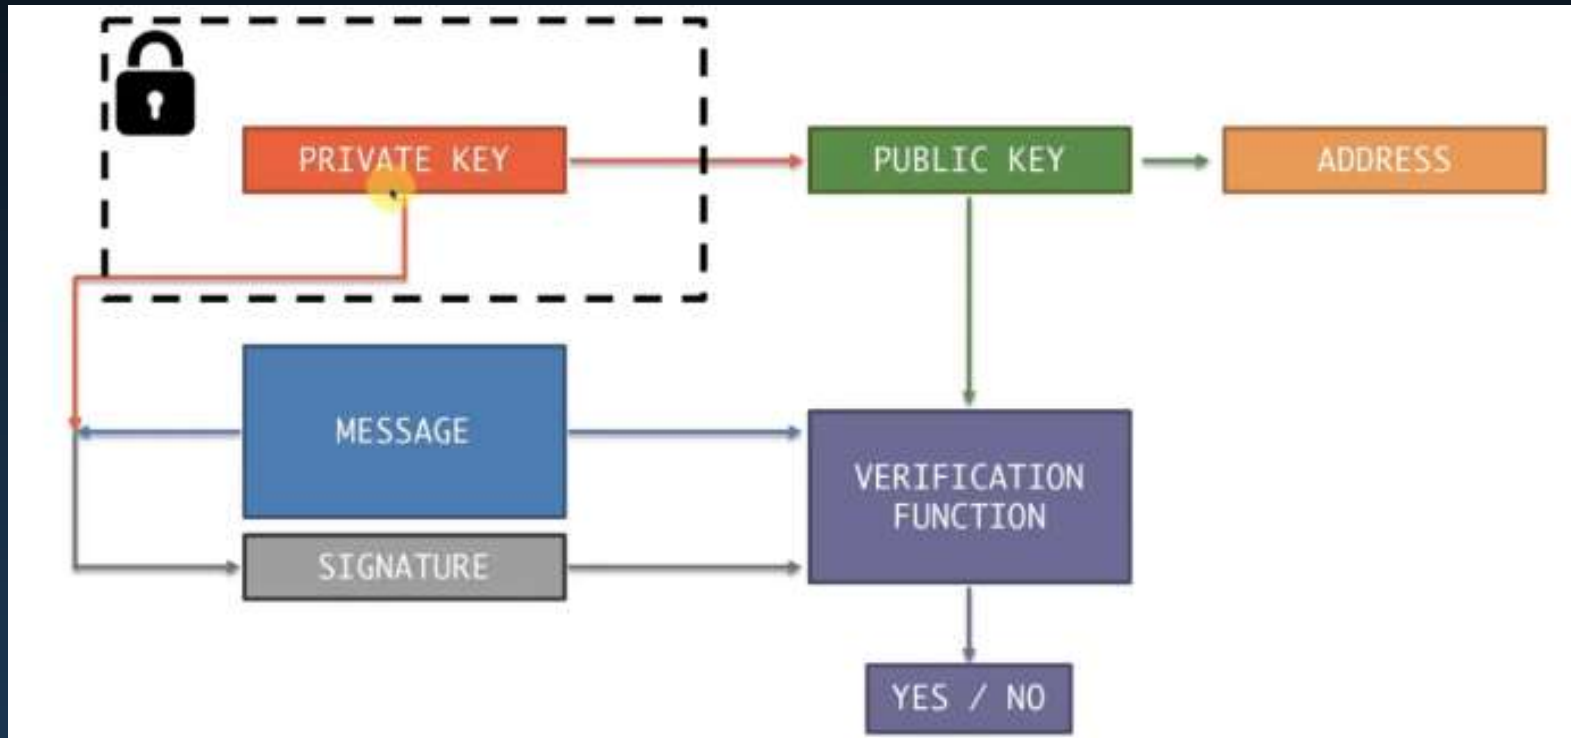 PRIVATE KEY
PUBLIC KEY
ADDRESS
MESSAGE
VERIFICATION
FUNCTION
SIGNATURE
YES / NO